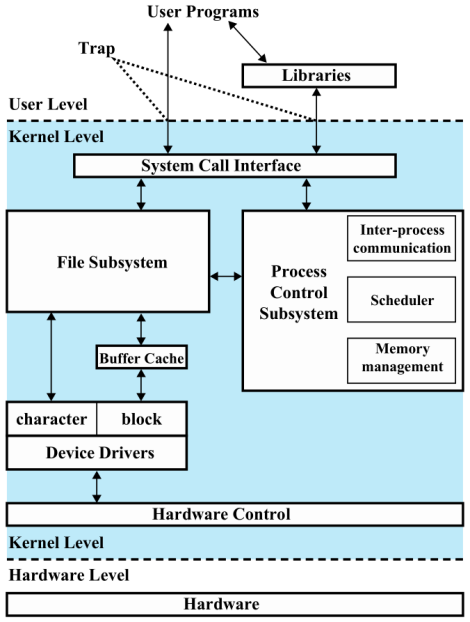 User Programs
Trap
Libraries
User Level
Kernel Level
System Call Interface
File Subsystem
Process
Control
Subsystem
Inter-process
communication
Scheduler
Memory
management
Buffer Cache
character
block
Device Drivers
Hardware Control
Kernel Level
Hardware Level
Hardware